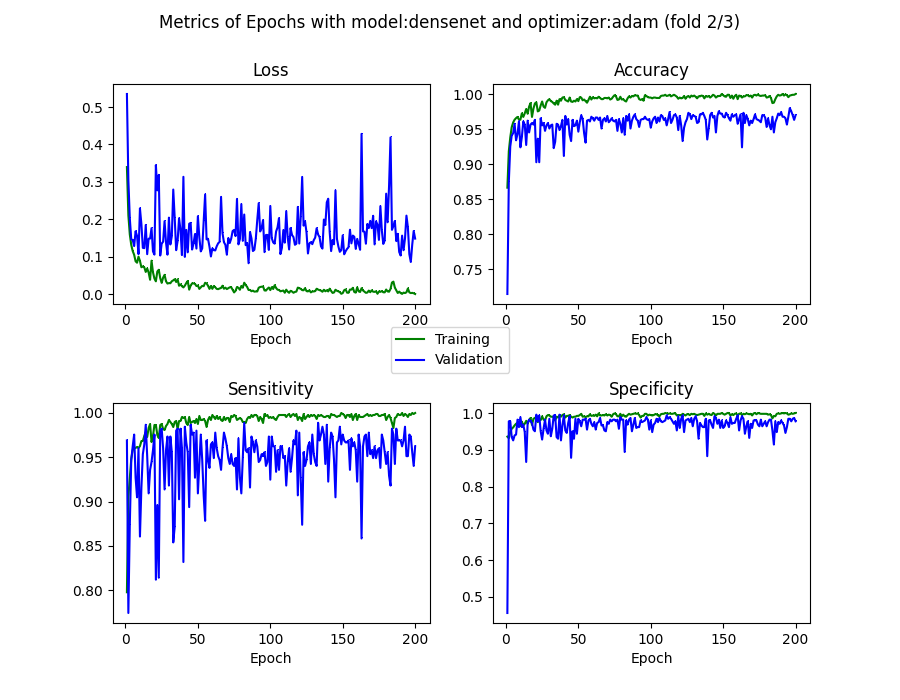 Metrics of Epochs with model:densenet and optimizer:adam (fold 2/3)
Loss
0.5
0.4
0.3
0.2
0.1
0.0
0 50 100 150 200
Epoch
Accuracy
1.00
0.95
0.90
0.85
0.80
0.75
0 50 100 150 200
Epoch
Training
Validation
Sensitivity
1.00
0.95
0.90
0.85
0.80
0 50 100 150 200
Epoch
Specificity
1.0
0.9
0.8
0.7
0.6
0.5
0 50 100 150 200
Epoch